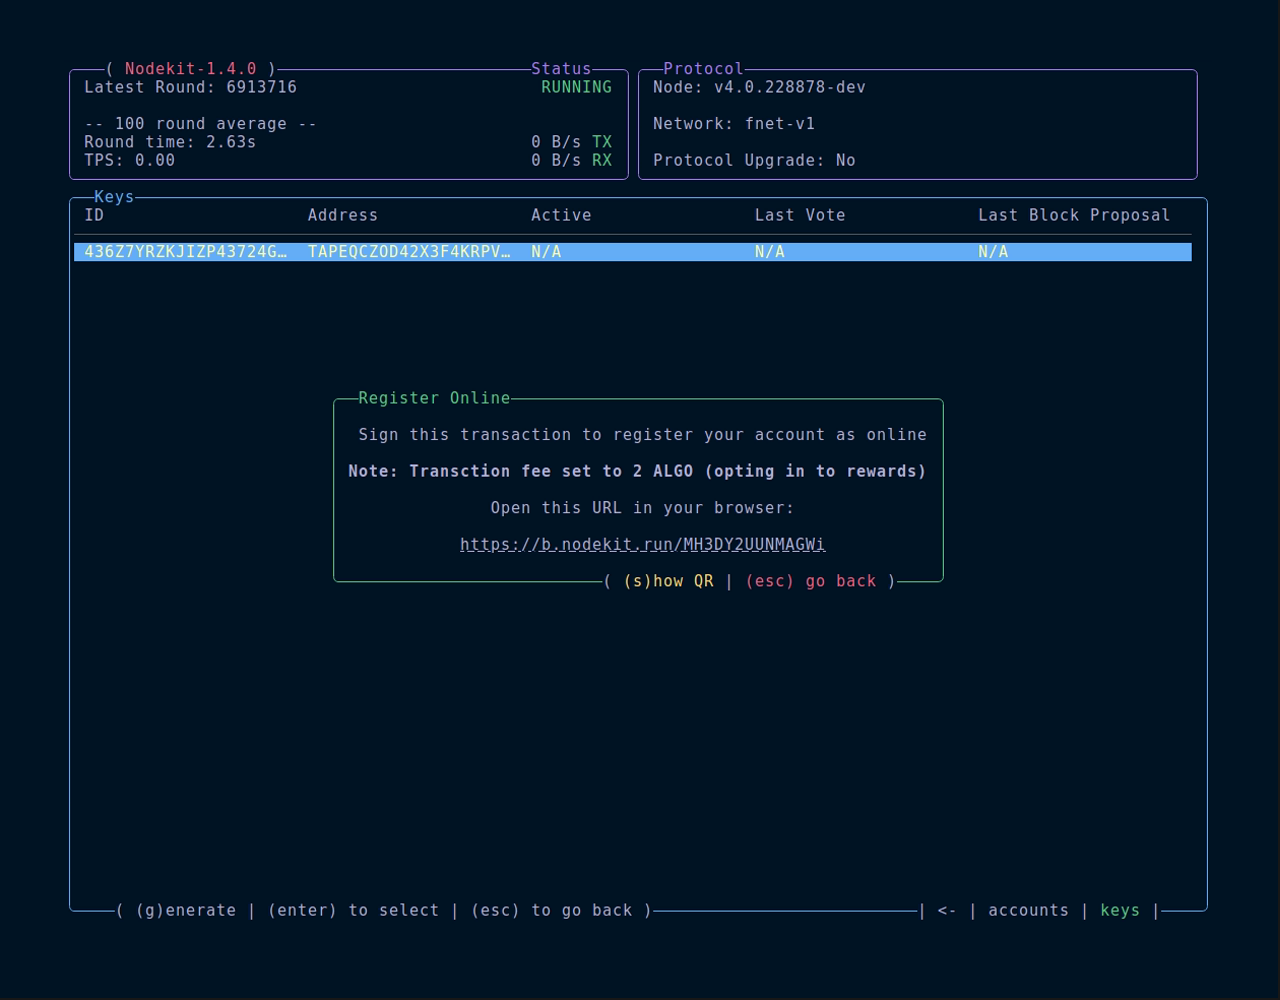 ( Nodekit-1.4.0 ) Status
Latest Round: 6913716 RUNNING
-- 100 round average --
Round time: 2.63s 0 B/s TX
TPS: 0.00 0 B/s RX
Protocol
Node: v4.0.228878-dev
Network: fnet-v1
Protocol Upgrade: No
Keys
ID Address Active Last Vote Last Block Proposal
436Z7YRZKJIZP43724G… TAPEQCZOD42X3F4KRPV… N/A N/A N/A
Register Online
Sign this transaction to register your account as online
Note: Transction fee set to 2 ALGO (opting in to rewards)
Open this URL in your browser:
https://b.nodekit.run/MH3DY2UUNMAGWi
( (s)how QR | (esc) go back )
( (g)enerate | (enter) to select | (esc) to go back ) | <- | accounts | keys |